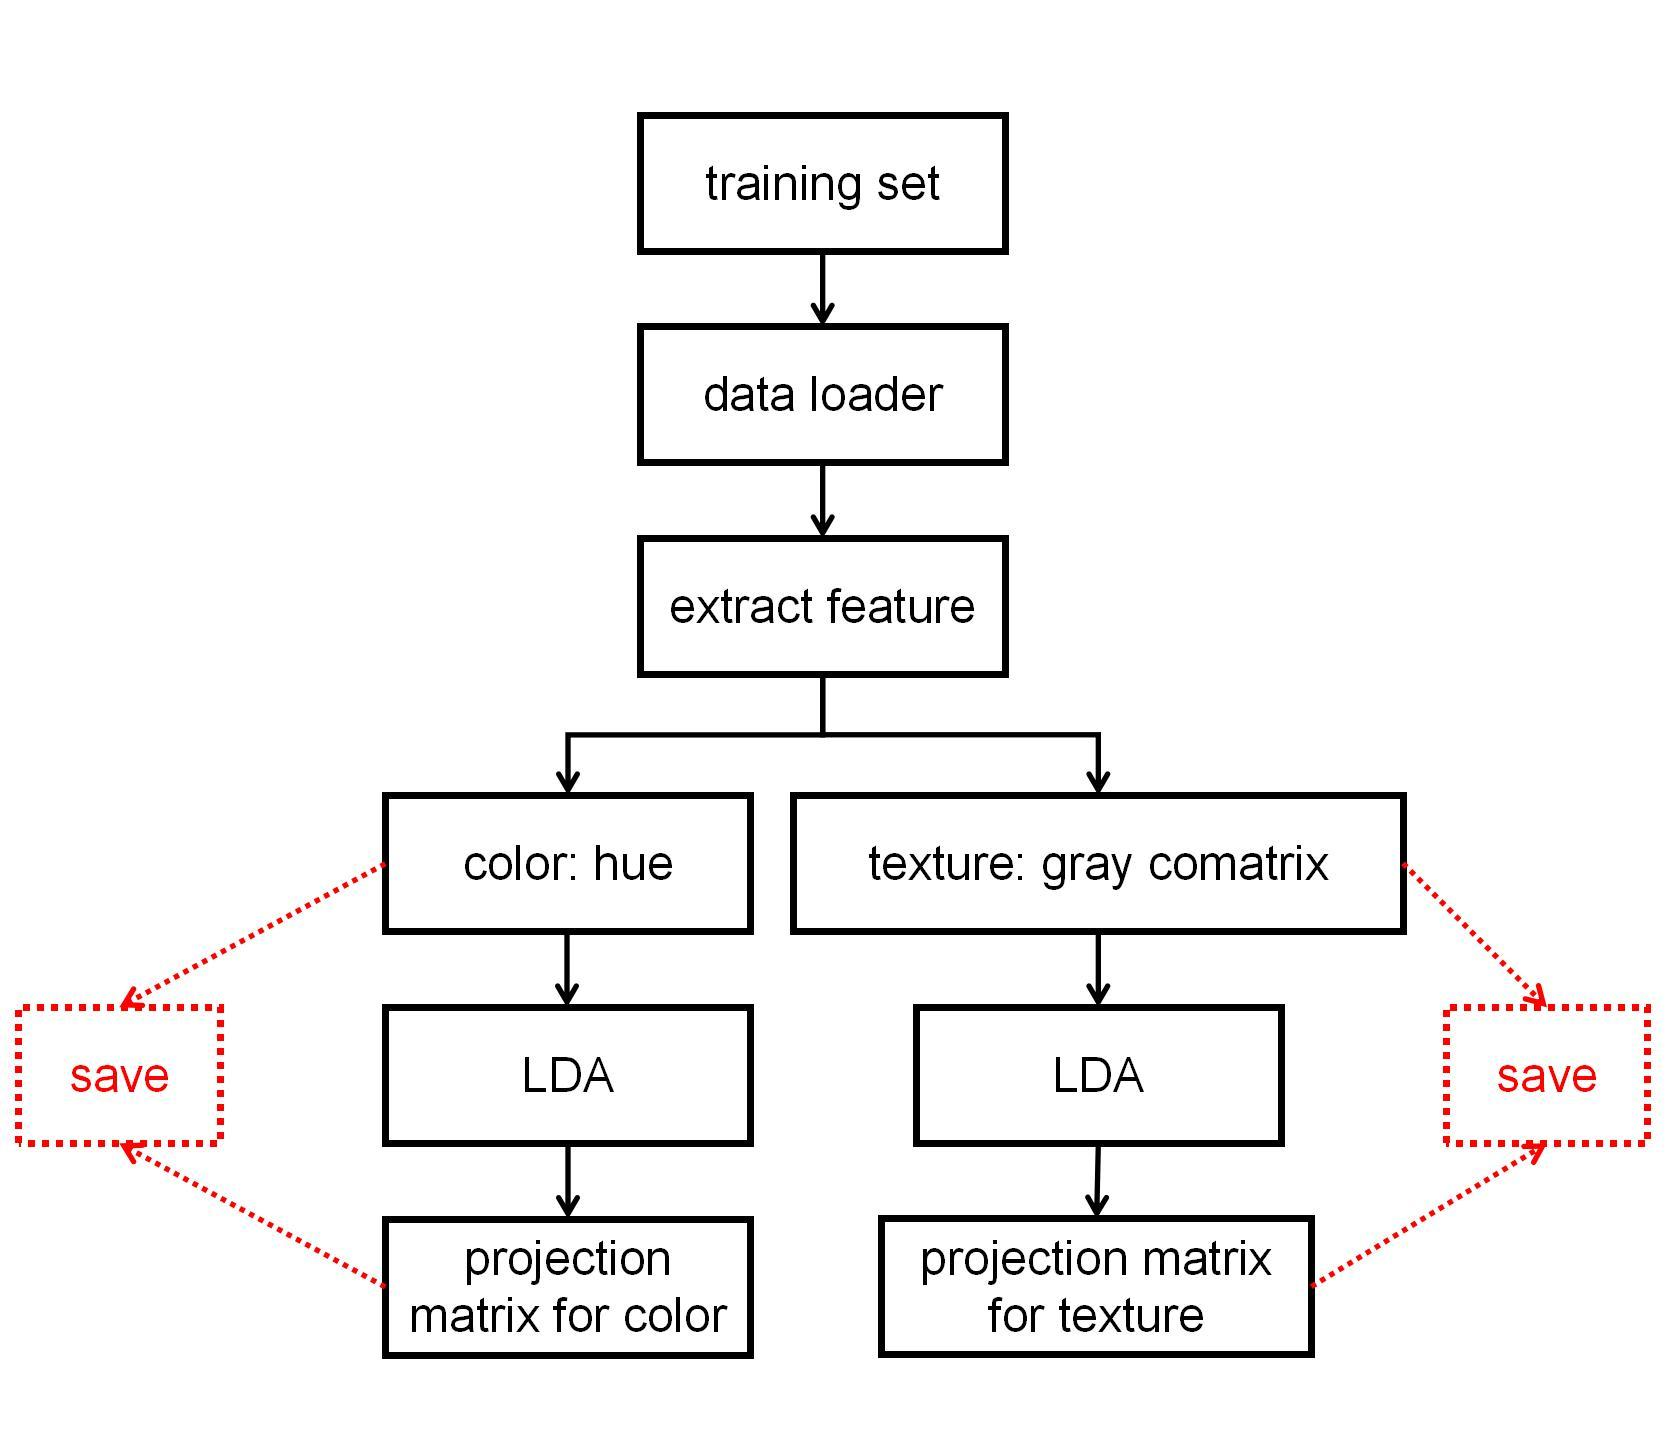 training set
data loader
extract feature
color: hue
texture: gray comatrix
save
LDA
LDA
save
projection
matrix for color
projection matrix
for texture